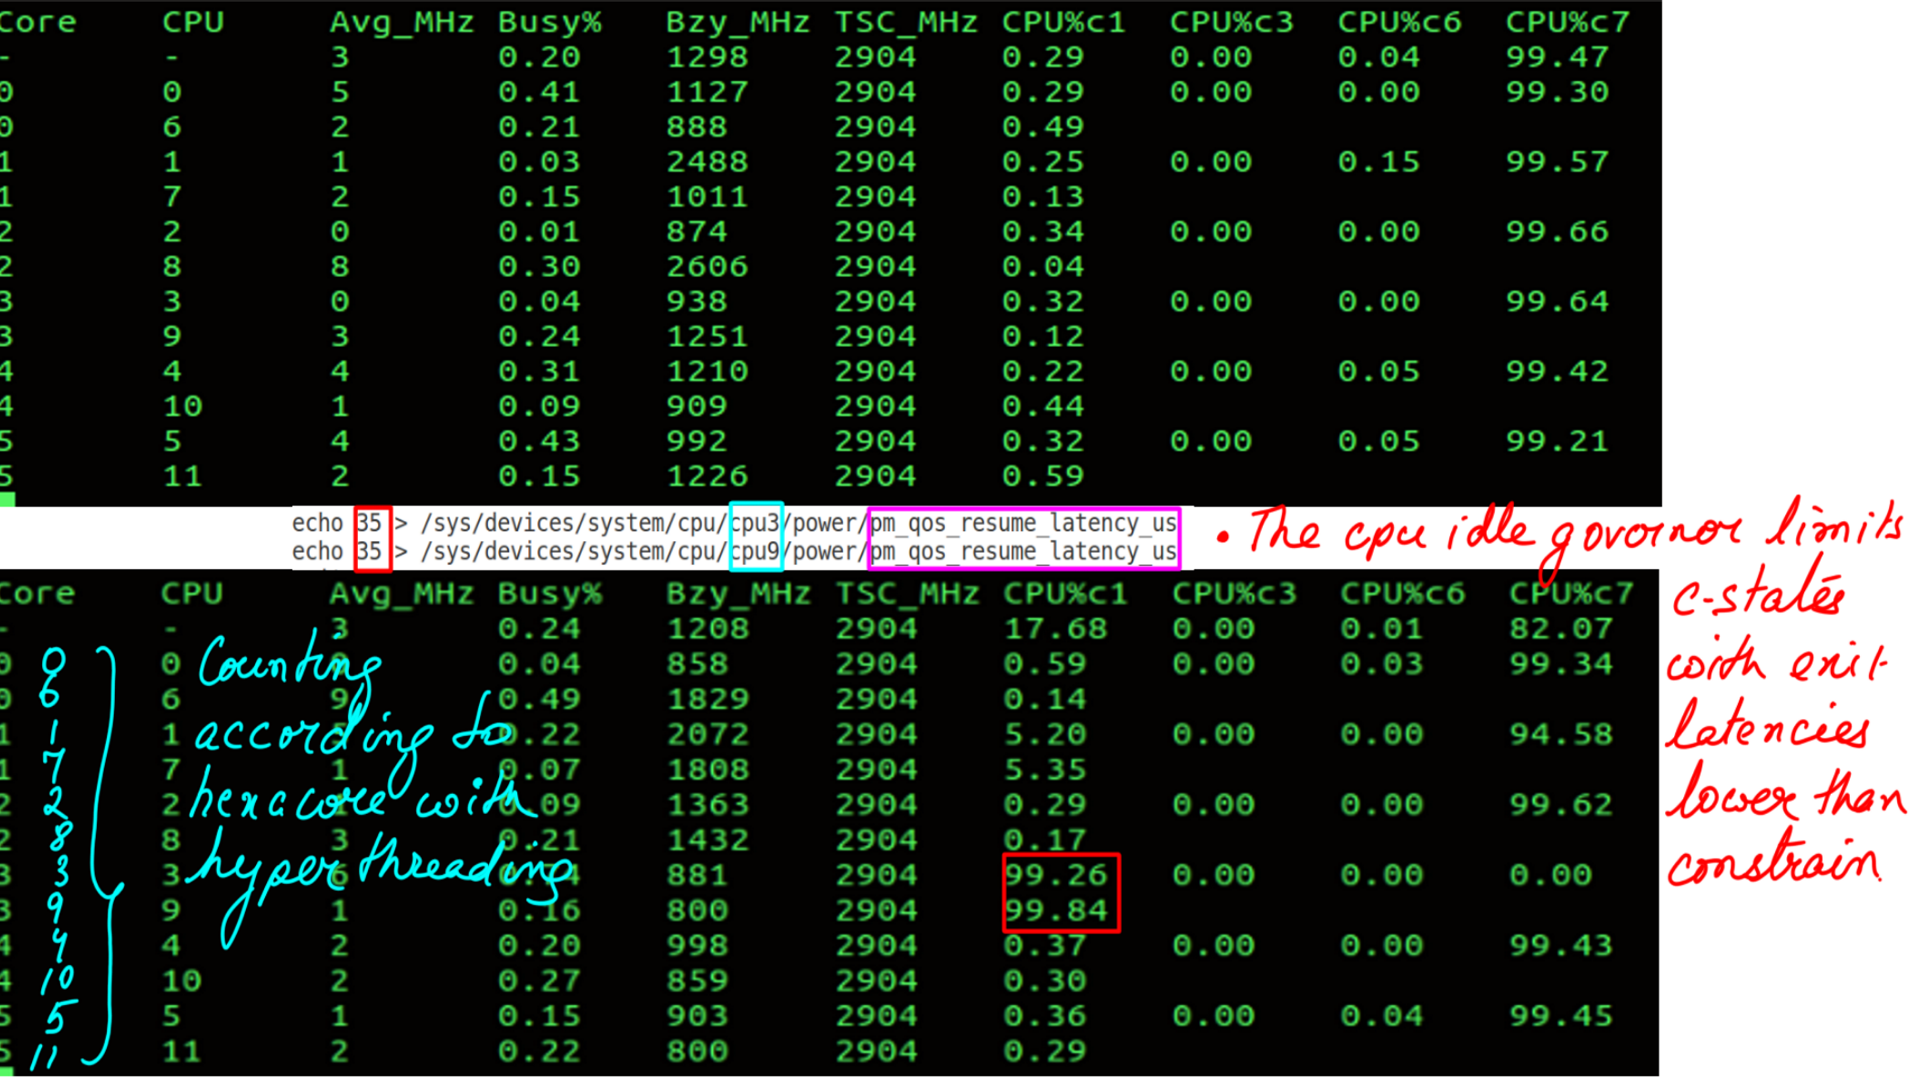 Core CPU Avg_MHz Busy% Bzy_MHz TSC_MHz CPU%c1 CPU%c3 CPU%c6 CPU%c7
- - 3 0.20 1298 2904 0.29 0.00 0.04 99.47
0 0 5 0.41 1127 2904 0.29 0.00 0.00 99.30
0 6 2 0.21 888 2904 0.49
1 1 1 0.03 2488 2904 0.25 0.00 0.15 99.57
1 7 2 0.15 1011 2904 0.13
2 2 0 0.01 874 2904 0.34 0.00 0.00 99.66
2 8 8 0.30 2606 2904 0.04
3 3 0 0.04 938 2904 0.32 0.00 0.00 99.64
3 9 3 0.24 1251 2904 0.12
4 4 4 0.31 1210 2904 0.22 0.00 0.05 99.42
4 10 1 0.09 909 2904 0.44
5 5 4 0.43 992 2904 0.32 0.00 0.05 99.21
5 11 2 0.15 1226 2904 0.59
echo 35 > /sys/devices/system/cpu/cpu3/power/pm_qos_resume_latency_us
echo 35 > /sys/devices/system/cpu/cpu9/power/pm_qos_resume_latency_us
• The cpu idle governor limits
c-states
with exit
latencies
lower than
constrain.
Core CPU Avg_MHz Busy% Bzy_MHz TSC_MHz CPU%c1 CPU%c3 CPU%c6 CPU%c7
- - 3 0.24 1208 2904 17.68 0.00 0.01 82.07
0 0 0.04 858 2904 0.59 0.00 0.03 99.34
0 6 9 0.49 1829 2904 0.14
1 1 0.22 2072 2904 5.20 0.00 0.00 94.58
1 7 1 0.07 1808 2904 5.35
2 2 0.09 1363 2904 0.29 0.00 0.00 99.62
2 8 3 0.21 1432 2904 0.17
3 3 6 881 2904 99.26 0.00 0.00 0.00
3 9 1 0.16 800 2904 99.84
4 4 2 0.20 998 2904 0.37 0.00 0.00 99.43
4 10 2 0.27 859 2904 0.30
5 5 1 0.15 903 2904 0.36 0.00 0.04 99.45
5 11 2 0.22 800 2904 0.29
0
6
1
7
2
8
3
9
4
10
5
11
Counting
according to
hexacore with
hyperthreading